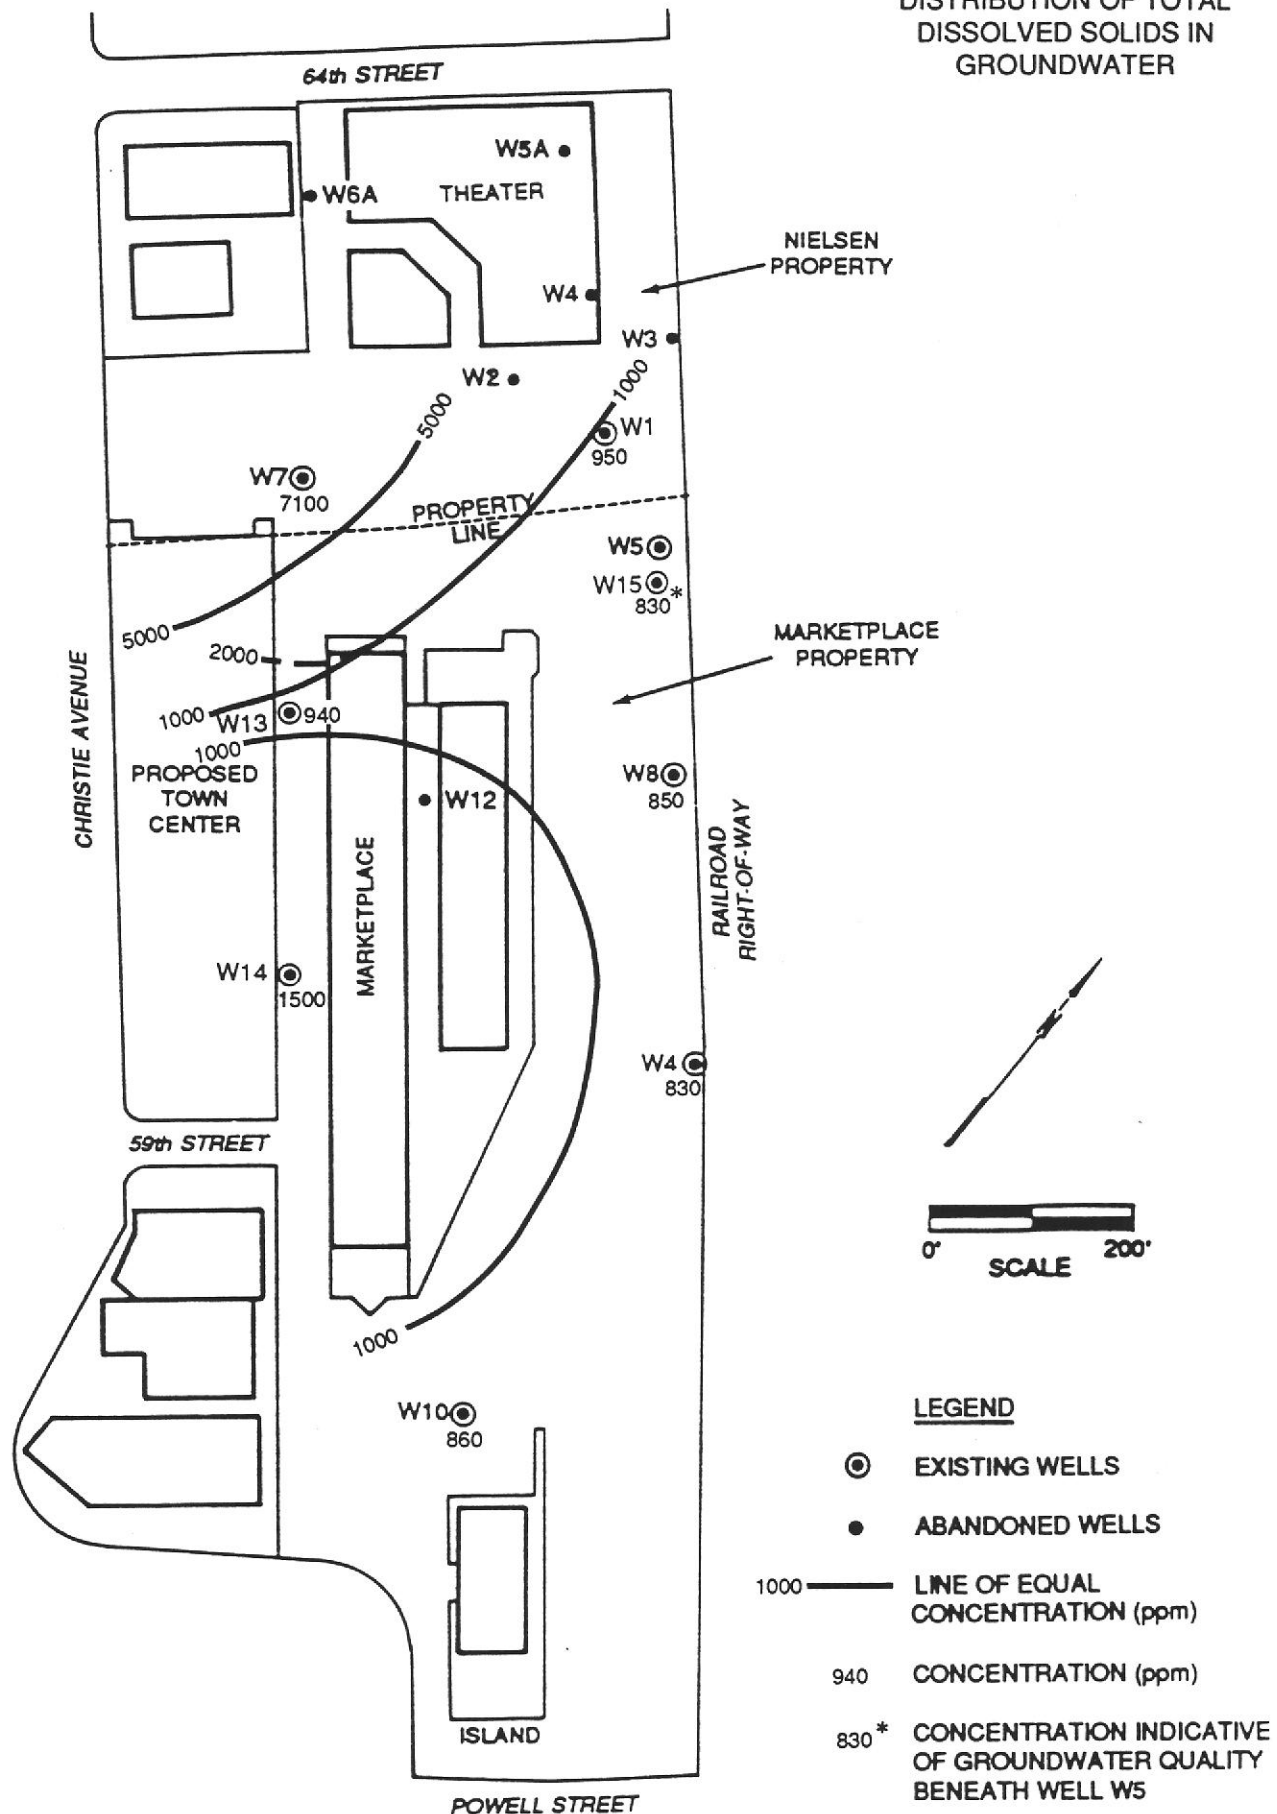 DISTRIBUTION OF TOTAL
DISSOLVED SOLIDS IN
GROUNDWATER
64th STREET
W5A
W6A
THEATER
NIELSEN
PROPERTY
W4
W3
W2
1000
5000
W1
950
W7
7100
PROPERTY
LINE
W5
W15
830*
5000
2000
MARKETPLACE
PROPERTY
CHRISTIE AVENUE
1000
W13
940
1000
PROPOSED
TOWN
CENTER
W12
W8
850
MARKETPLACE
RAILROAD
RIGHT-OF-WAY
W14
1500
N
W4
830
59th STREET
0'
200'
SCALE
1000
W10
860
LEGEND
EXISTING WELLS
ABANDONED WELLS
1000
LINE OF EQUAL
CONCENTRATION (ppm)
940
CONCENTRATION (ppm)
830*
CONCENTRATION INDICATIVE
OF GROUNDWATER QUALITY
BENEATH WELL W5
ISLAND
POWELL STREET